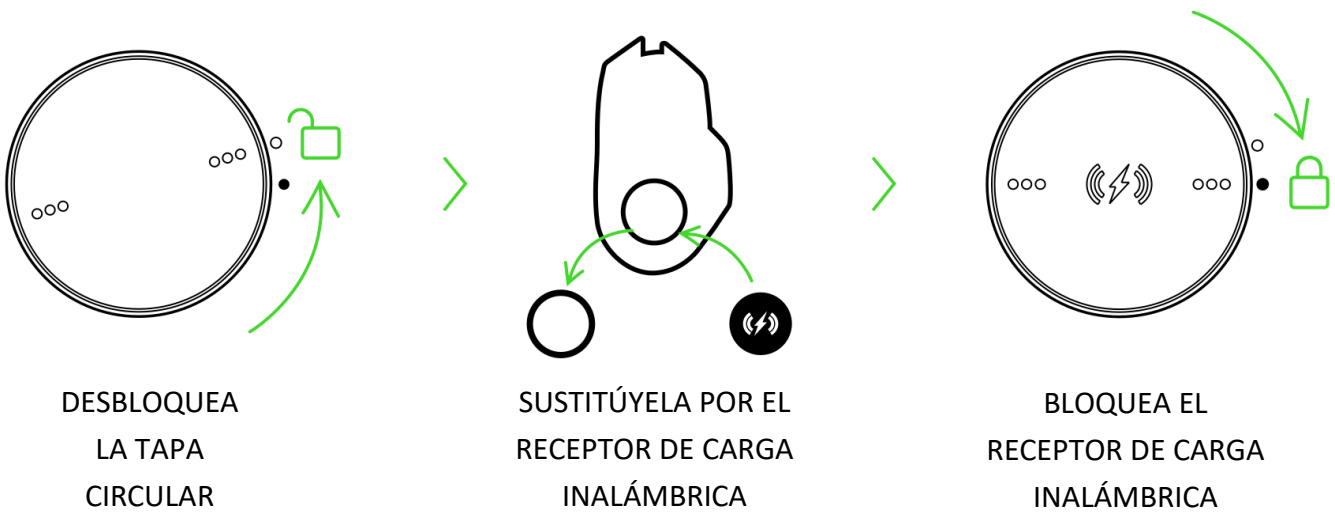 DESBLOQUEA
LA TAPA
CIRCULAR
SUSTITÚYELA POR EL
RECEPTOR DE CARGA
INALÁMBRICA
BLOQUEA EL
RECEPTOR DE CARGA
INALÁMBRICA